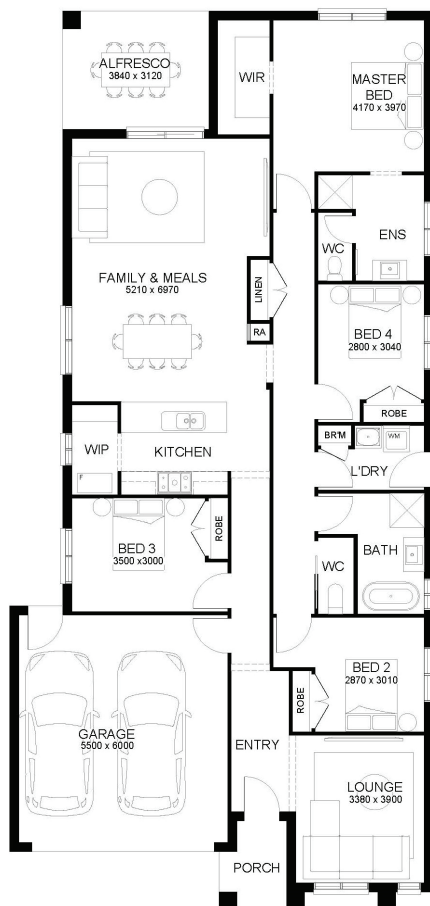 ALFRESCO
3840 x 3120
WIR
MASTER
BED
4170 x 3970
WC
ENS
FAMILY & MEALS
5210 x 6970
LINEN
RA
BED 4
2800 x 3040
ROBE
WIP
F
KITCHEN
BR'M
WM
L'DRY
BED 3
3500 x3000
ROBE
BATH
WC
BED 2
2870 x 3010
ROBE
GARAGE
5500 x 6000
ENTRY
LOUNGE
3380 x 3900
PORCH